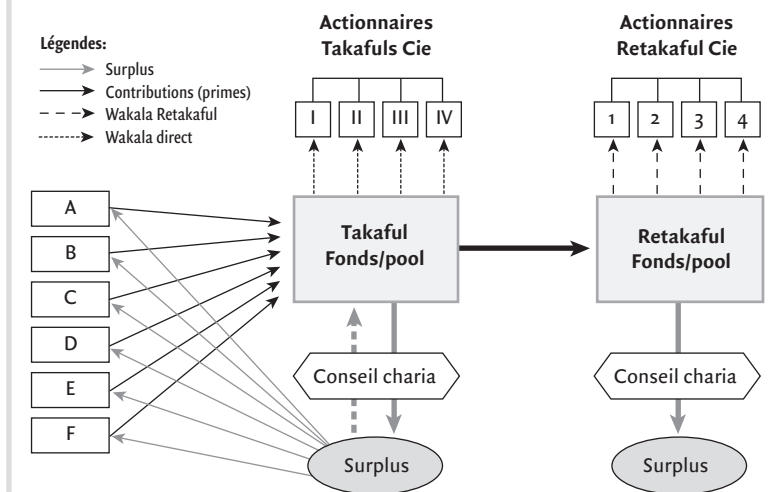 Légendes:
Surplus
Contributions (primes)
Wakala Retakaful
Wakala direct
Actionnaires
Takafuls Cie
I II III IV
Actionnaires
Retakaful Cie
1 2 3 4
A
B
C
D
E
F
Takaful
Fonds/pool
Retakaful
Fonds/pool
Conseil charia
Conseil charia
Surplus
Surplus